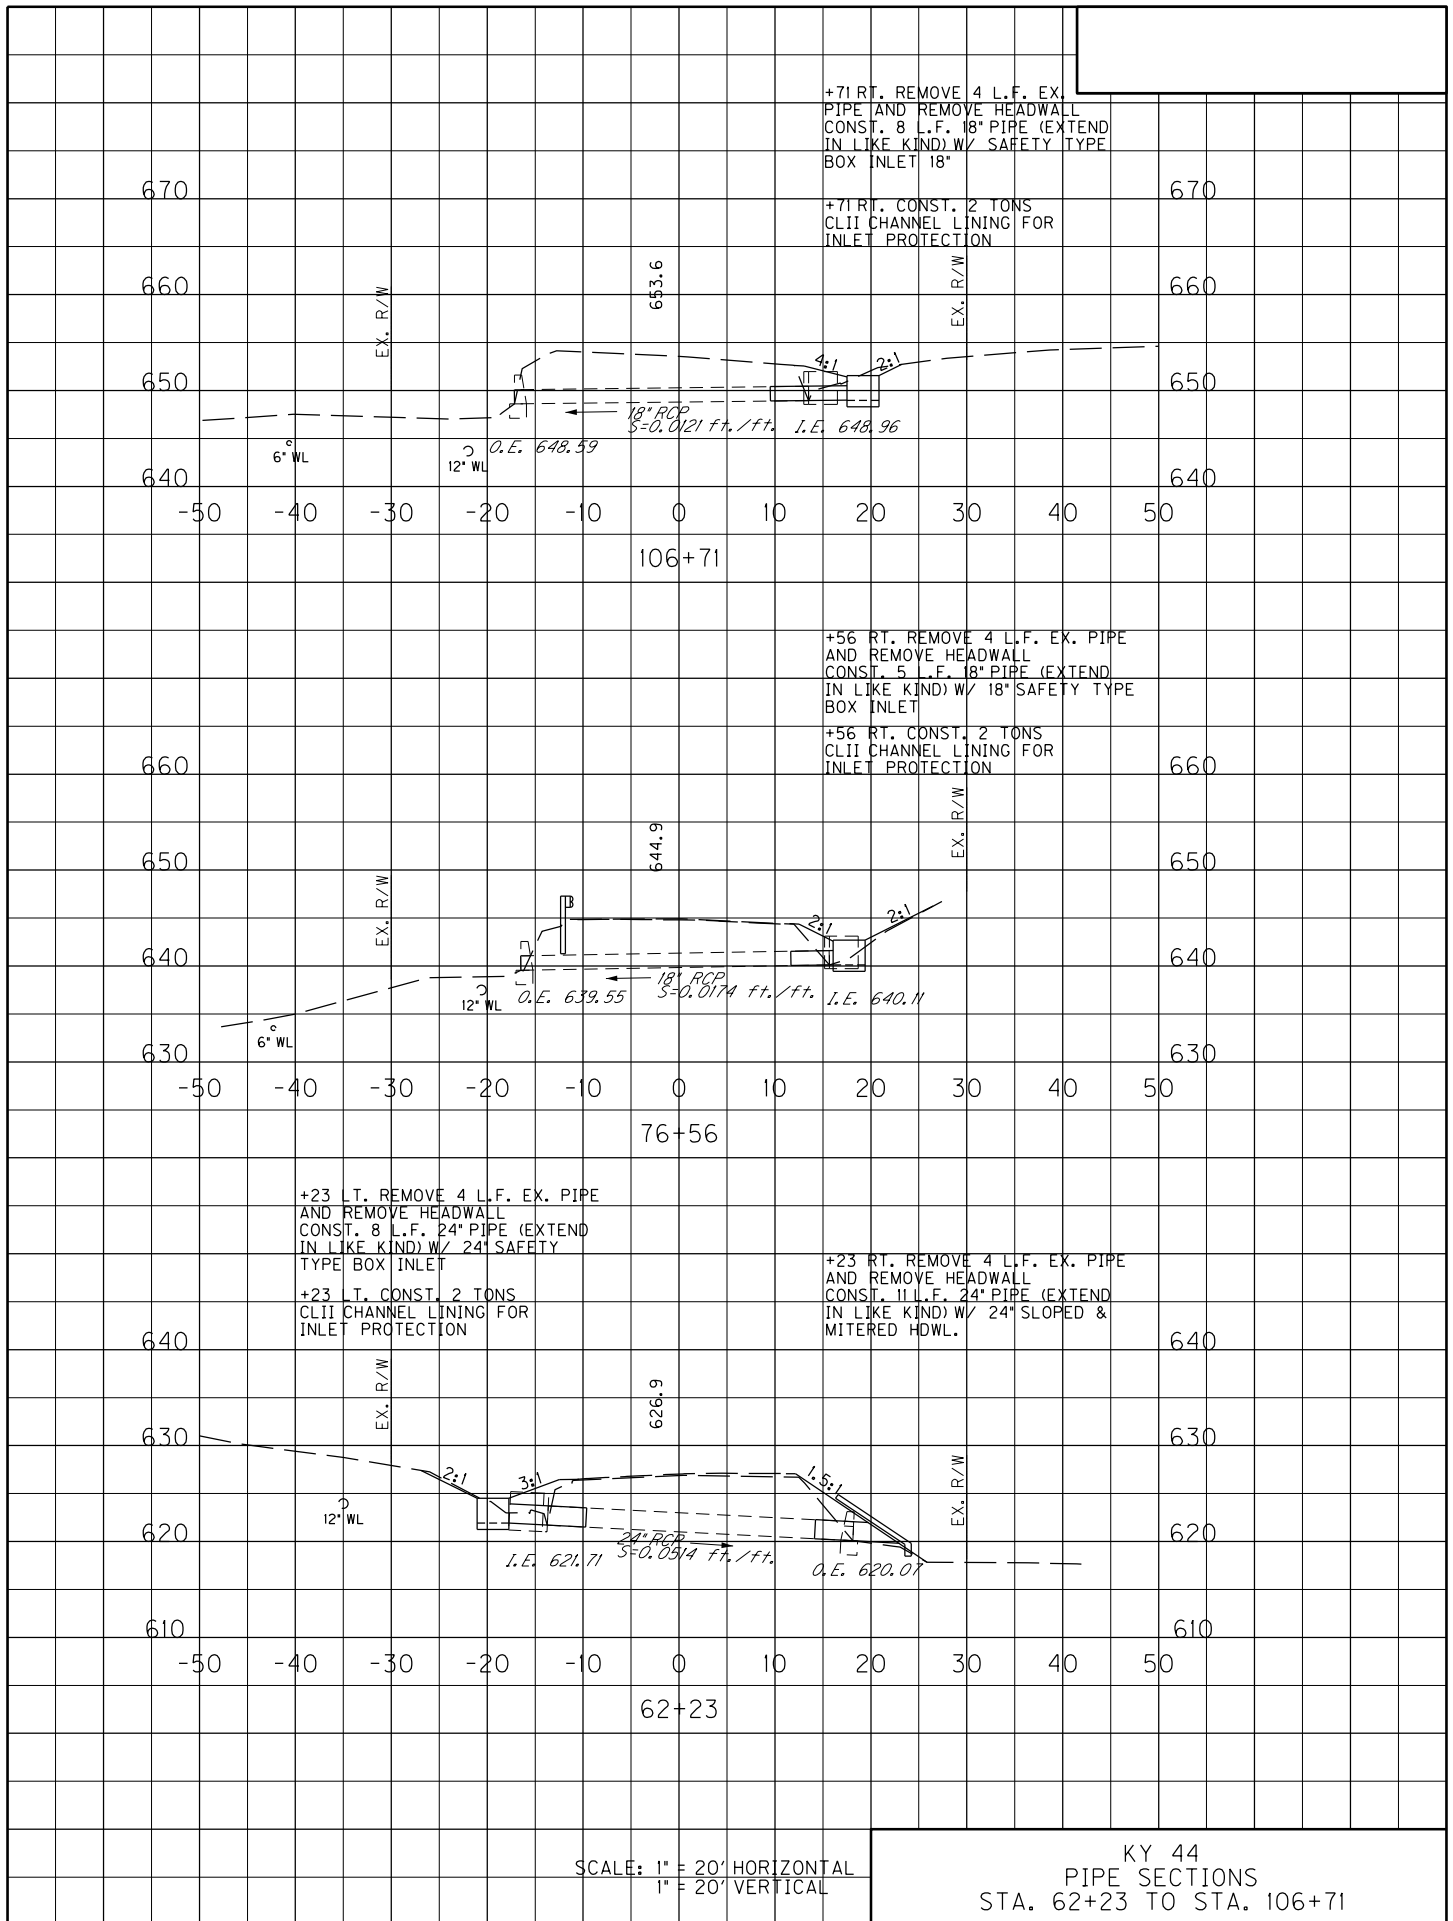 +71 RT. REMOVE 4 L.F. EX.
PIPE AND REMOVE HEADWALL
CONST. 8 L.F. 18" PIPE (EXTEND
IN LIKE KIND) W/ SAFETY TYPE
BOX INLET 18"
+71 RT. CONST. 2 TONS
CLII CHANNEL LINING FOR
INLET PROTECTION
670 670
660 660
650 650
640 640
EX. R/W
653.6
EX. R/W
4:1
2:1
18" RCP
S=0.0121 ft./ft.
I.E. 648.96
O.E. 648.59
6" WL
12" WL
-50 -40 -30 -20 -10 0 10 20 30 40 50
106+71
+56 RT. REMOVE 4 L.F. EX. PIPE
AND REMOVE HEADWALL
CONST. 5 L.F. 18" PIPE (EXTEND
IN LIKE KIND) W/ 18" SAFETY TYPE
BOX INLET
+56 RT. CONST. 2 TONS
CLII CHANNEL LINING FOR
INLET PROTECTION
660 660
650 650
640 640
630 630
EX. R/W
644.9
EX. R/W
2:1
2:1
18" RCP
S=0.0174 ft./ft.
I.E. 640.11
O.E. 639.55
12" WL
6" WL
-50 -40 -30 -20 -10 0 10 20 30 40 50
76+56
+23 LT. REMOVE 4 L.F. EX. PIPE
AND REMOVE HEADWALL
CONST. 8 L.F. 24" PIPE (EXTEND
IN LIKE KIND) W/ 24" SAFETY
TYPE BOX INLET
+23 LT. CONST. 2 TONS
CLII CHANNEL LINING FOR
INLET PROTECTION
+23 RT. REMOVE 4 L.F. EX. PIPE
AND REMOVE HEADWALL
CONST. 11 L.F. 24" PIPE (EXTEND
IN LIKE KIND) W/ 24" SLOPED &
MITERED HDWL.
640 640
630 630
620 620
610 610
EX. R/W
626.9
EX. R/W
2:1
3:1
1.5:1
12" WL
24" RCP
S=0.0514 ft./ft.
I.E. 621.71
O.E. 620.07
-50 -40 -30 -20 -10 0 10 20 30 40 50
62+23
SCALE: 1" = 20' HORIZONTAL
1" = 20' VERTICAL
KY 44
PIPE SECTIONS
STA. 62+23 TO STA. 106+71